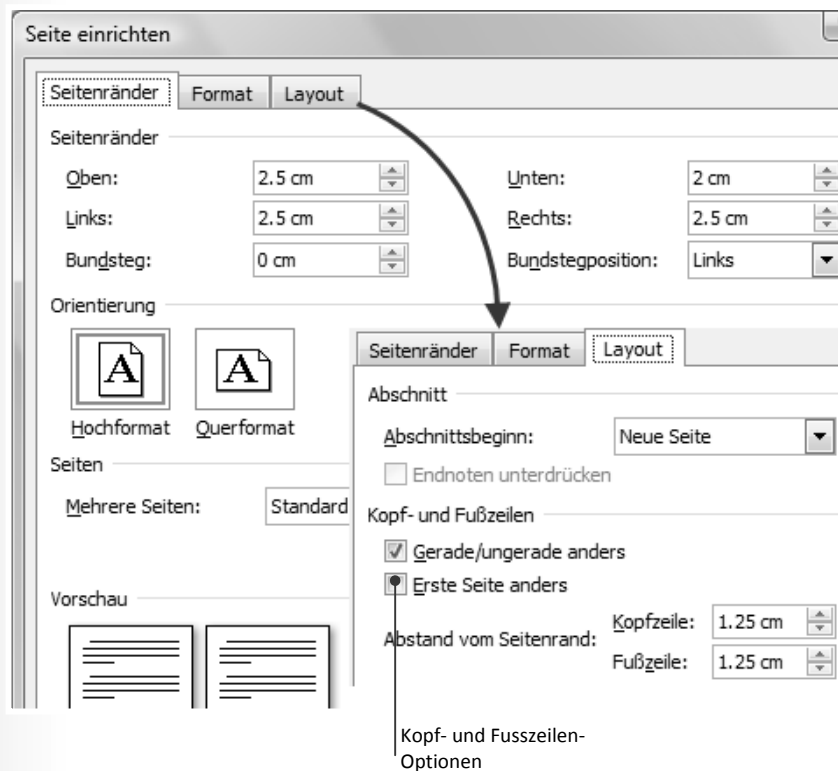 Seite einrichten
Seitenränder Format Layout
Seitenränder
Oben: 2.5 cm Unten: 2 cm
Links: 2.5 cm Rechts: 2.5 cm
Bundsteg: 0 cm Bundstegposition: Links
Orientierung
A A
Hochformat Querformat
Seiten
Mehrere Seiten: Standard
Vorschau
Seitenränder Format Layout
Abschnitt
Abschnittsbeginn: Neue Seite
Endnoten unterdrücken
Kopf- und Fußzeilen
Gerade/ungerade anders
Erste Seite anders
Abstand vom Seitenrand: Kopfzeile: 1.25 cm
Fußzeile: 1.25 cm
Kopf- und Fusszeilen-
Optionen